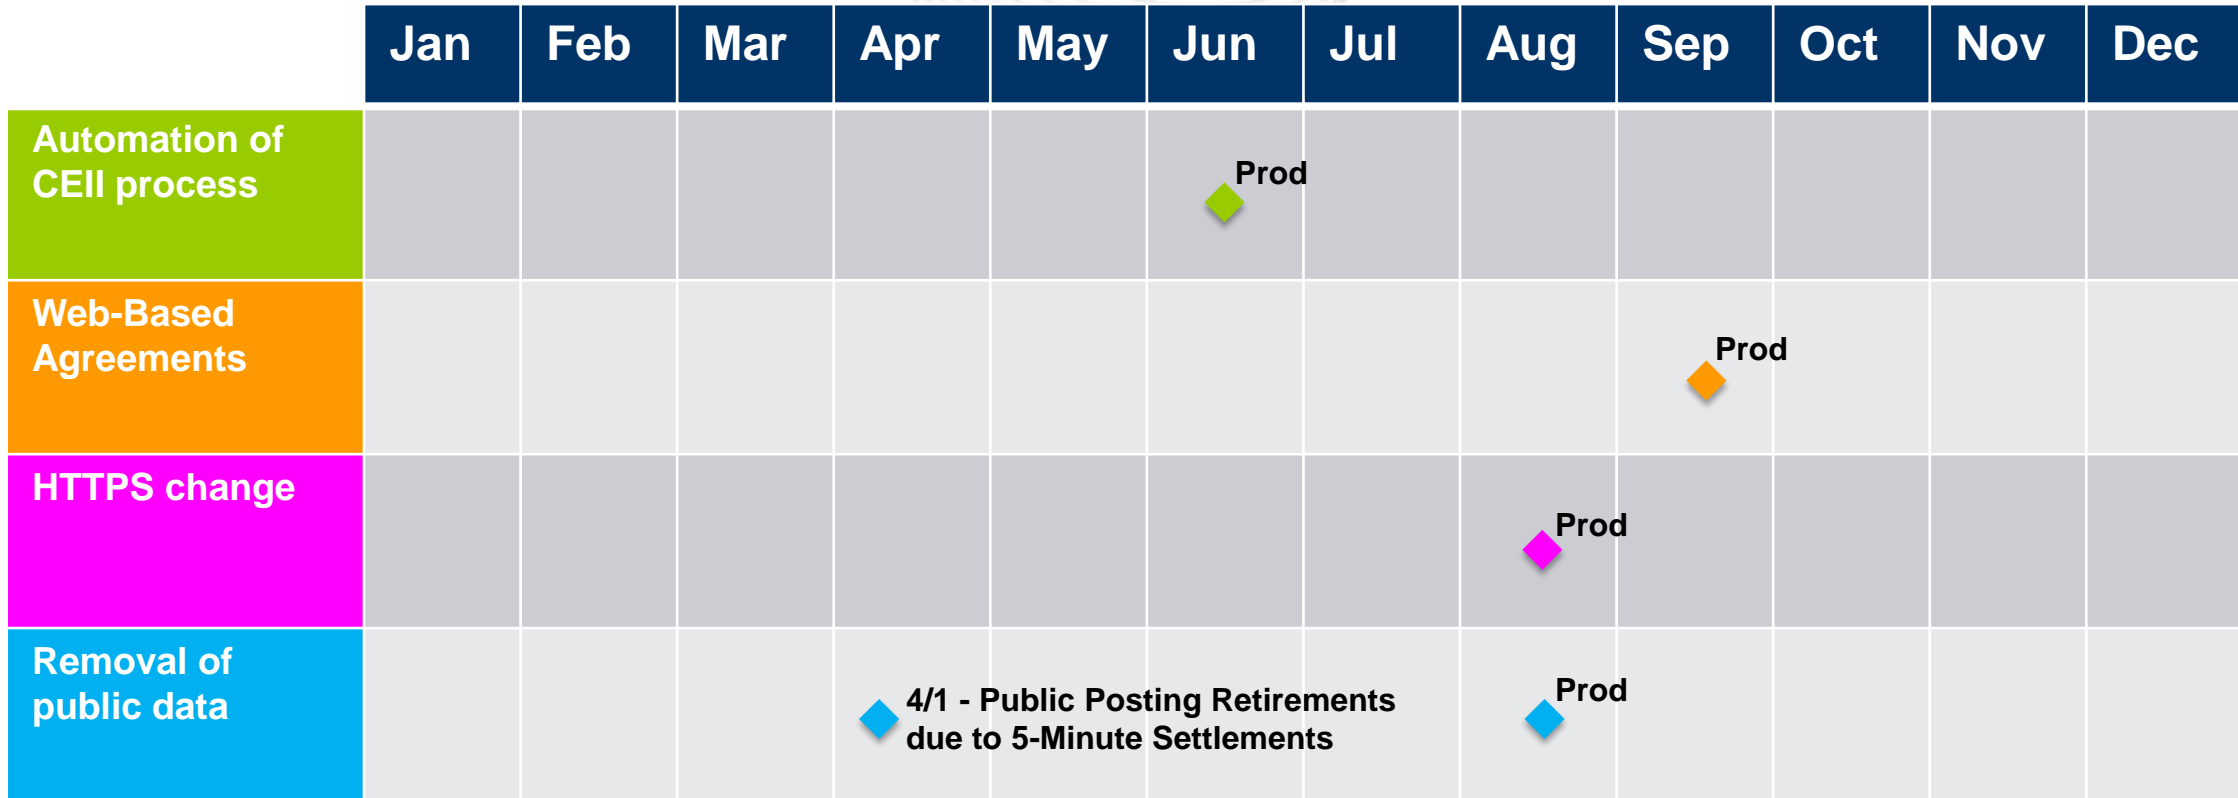 Jan Feb Mar Apr May Jun Jul Aug Sep Oct Nov Dec
Automation of
CEII process
Prod
Web-Based
Agreements
Prod
HTTPS change
Prod
Removal of
public data
4/1 - Public Posting Retirements
due to 5-Minute Settlements
Prod